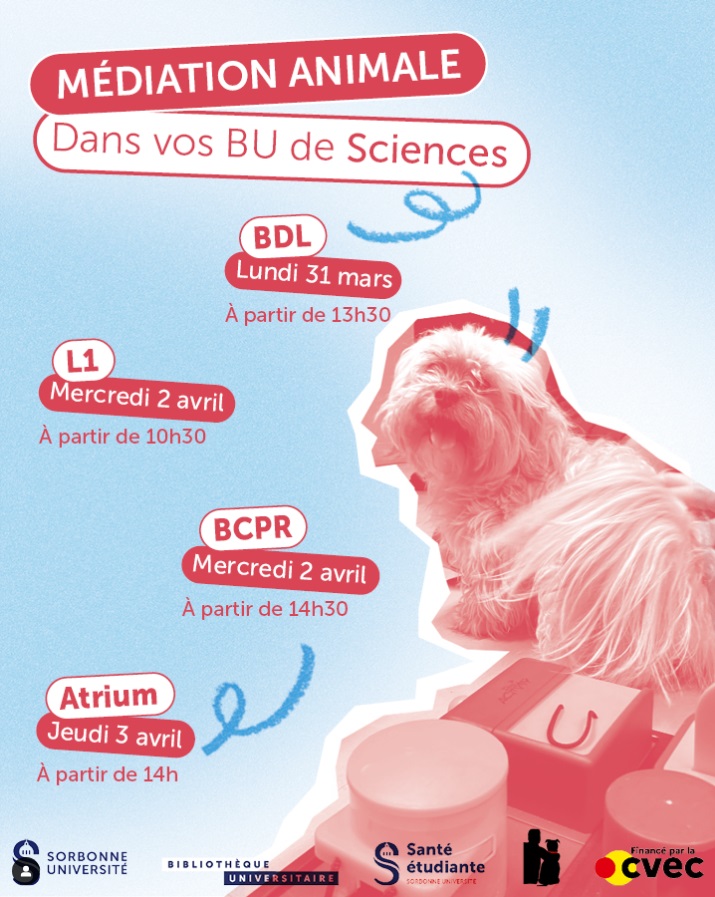 MÉDIATION ANIMALE
Dans vos BU de Sciences
BDL
Lundi 31 mars
À partir de 13h30
L1
Mercredi 2 avril
À partir de 10h30
BCPR
Mercredi 2 avril
À partir de 14h30
Atrium
Jeudi 3 avril
À partir de 14h
SORBONNE
UNIVERSITÉ
BIBLIOTHÈQUE
UNIVERSITAIRE
Santé
étudiante
SORBONNE UNIVERSITÉ
Financé par la
cvec